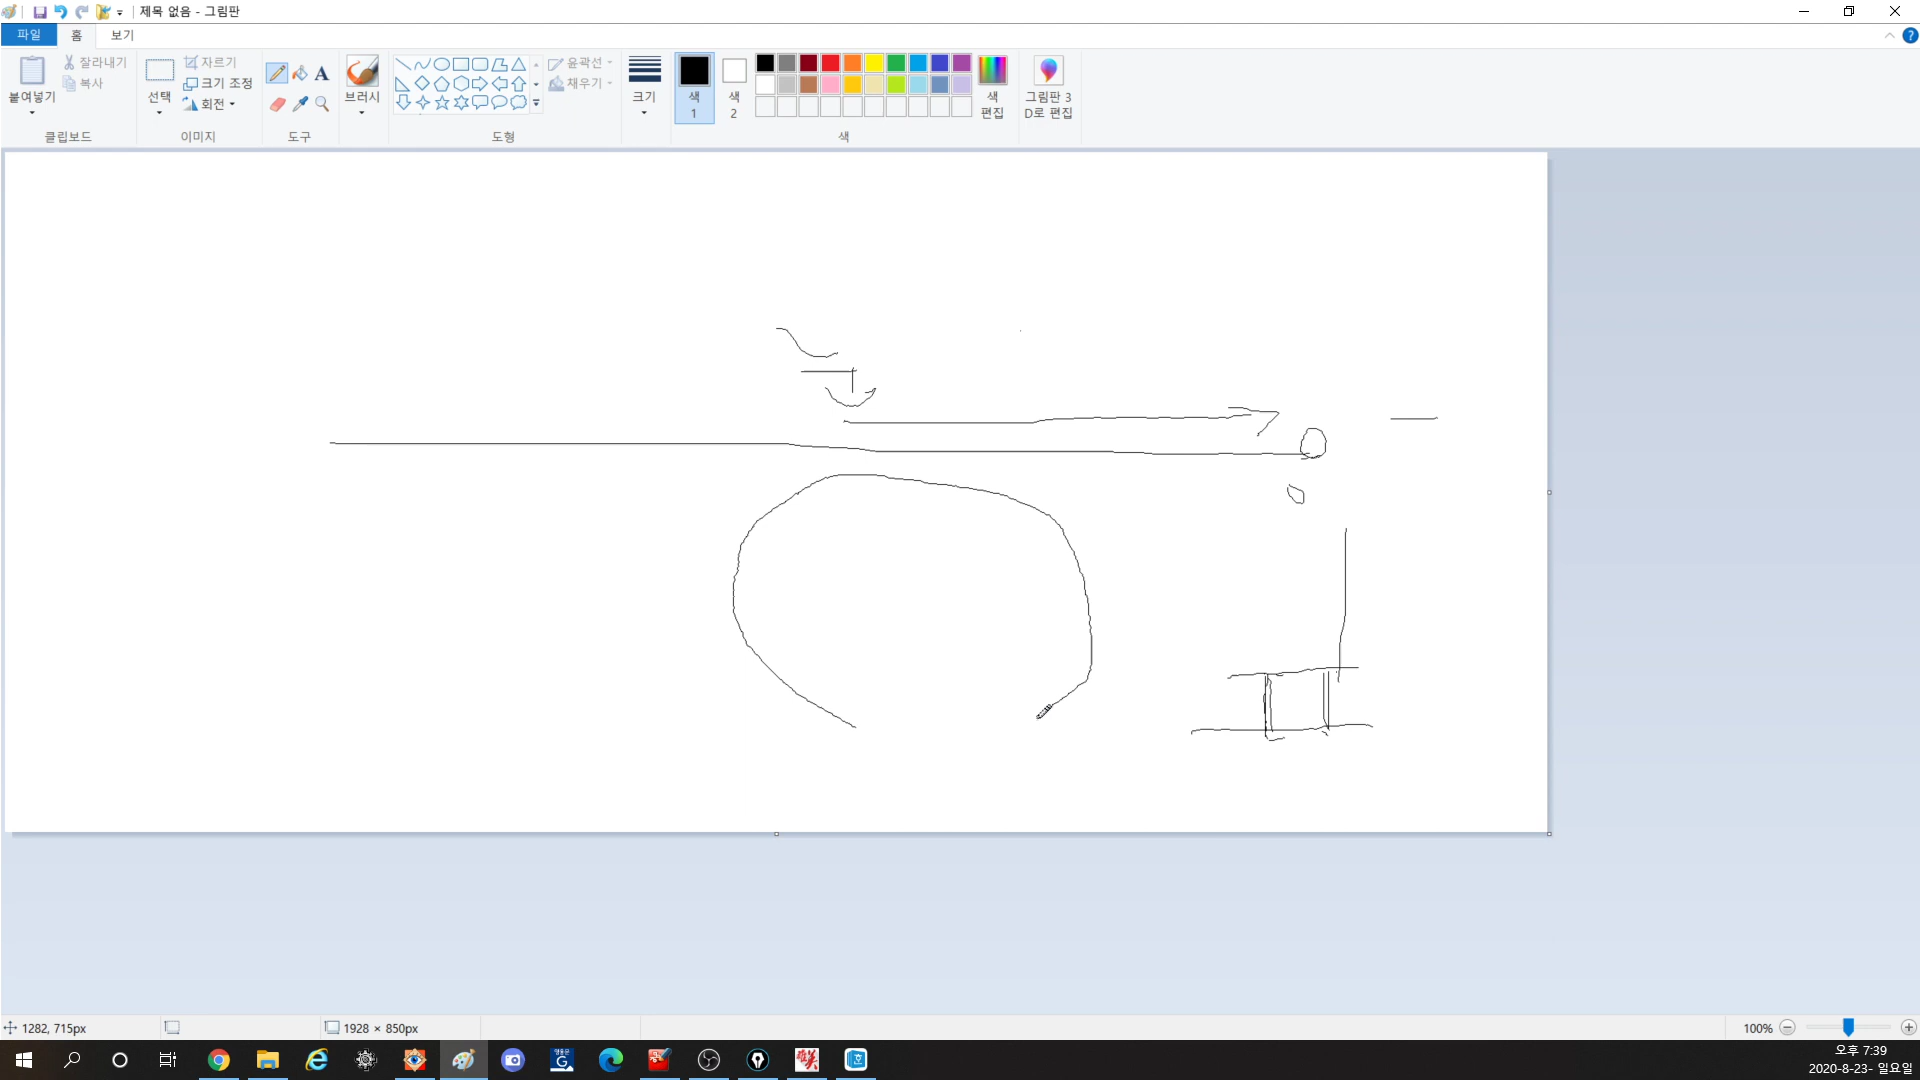 제목 없음 - 그림판
파일 홈 보기
붙여넣기
잘라내기
복사
클립보드
선택
자르기
크기 조정
회전
이미지
A
도구
브러시
윤곽선
채우기
도형
크기
색
1
색
2
색
편집
색
그림판 3
D로 편집
1282, 715px
1928 × 850px
100%
오후 7:39
2020-8-23- 일요일